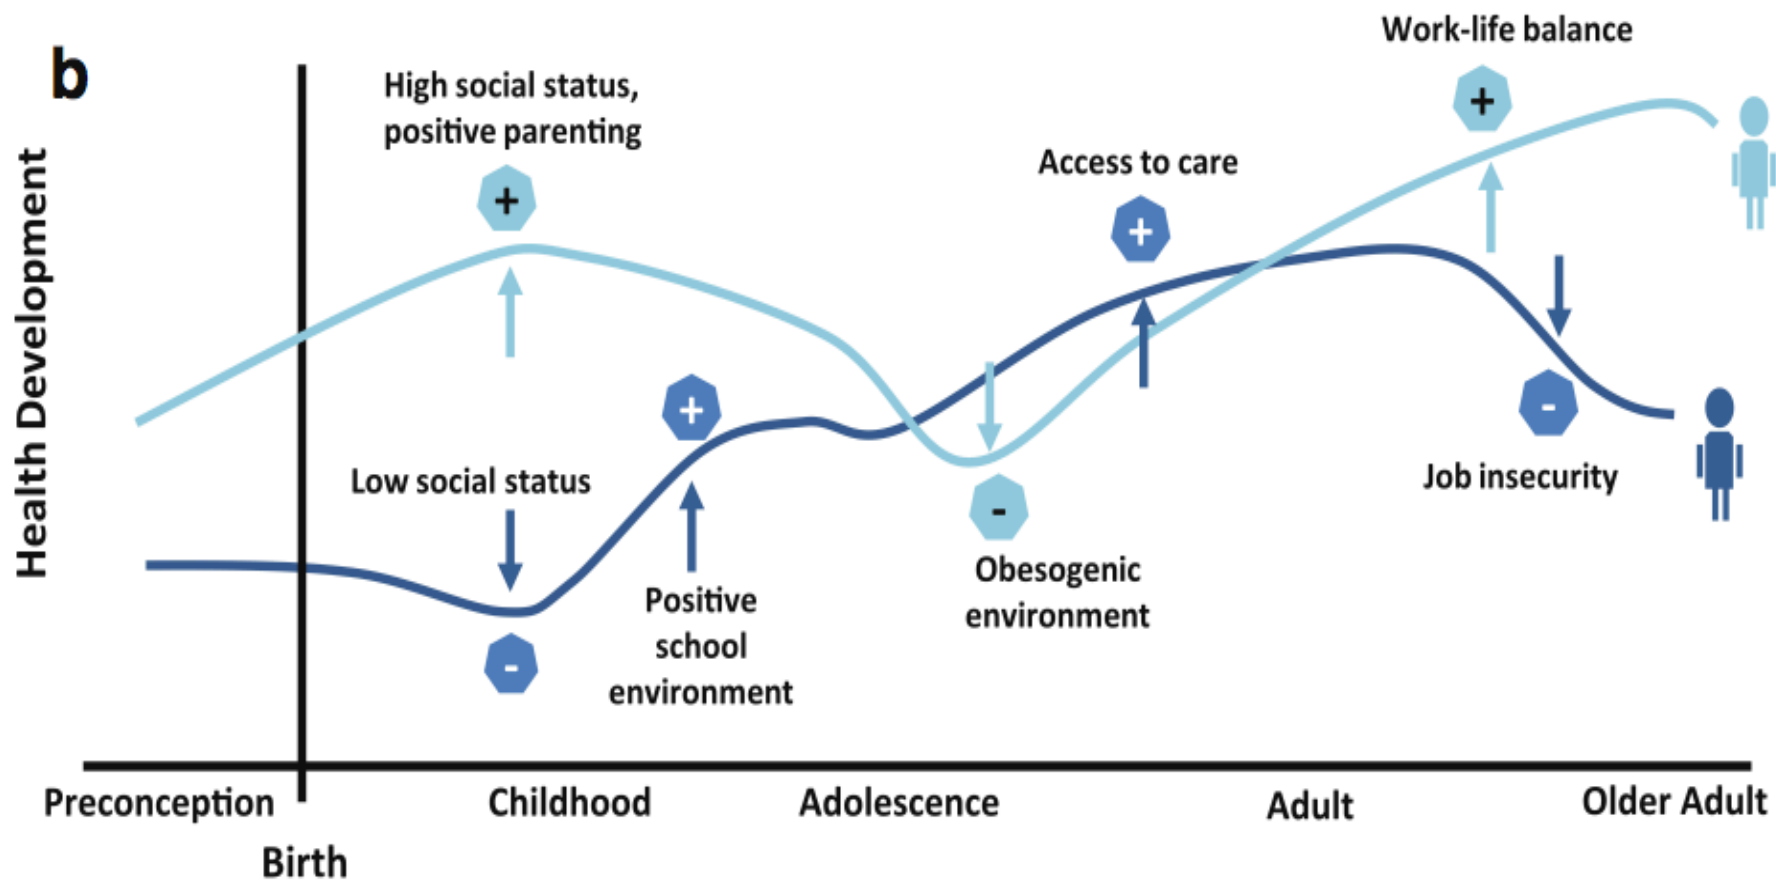 b
Work-life balance
+
High social status,
positive parenting
+
Access to care
+
Health Development
+
Low social status
-
Positive
school
environment
-
Obesogenic
environment
-
Job insecurity
Preconception
Childhood
Adolescence
Adult
Older Adult
Birth